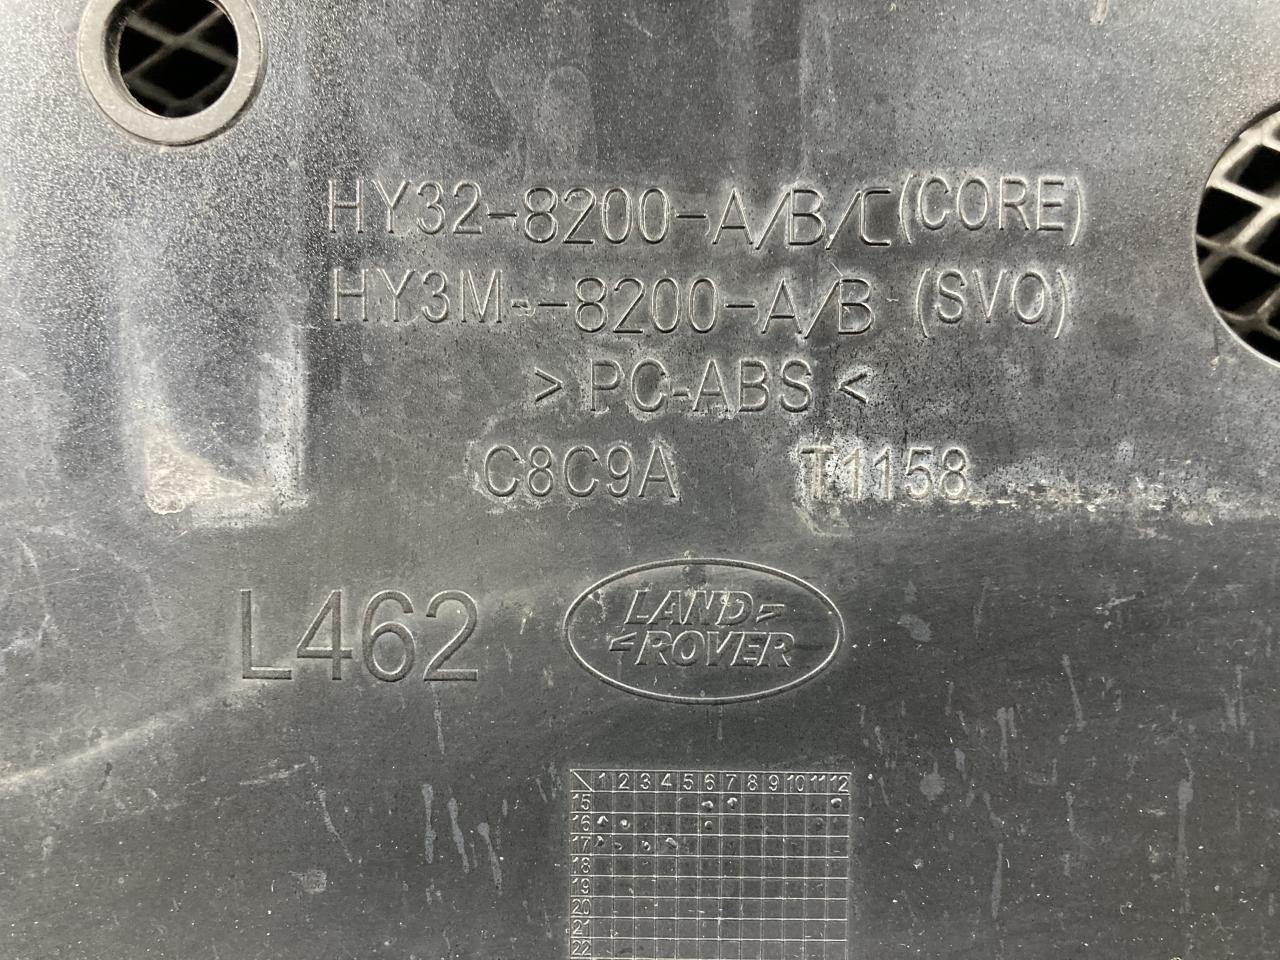 HY32-8200-A/B/C(CORE)
HY3M--8200-A/B (SVO)
> PC-ABS <
C8C9A T1158
L462
LAND
ROVER
1 2 3 4 5 6 7 8 9 10 11 12
15
16
17
18
19
20
21
22